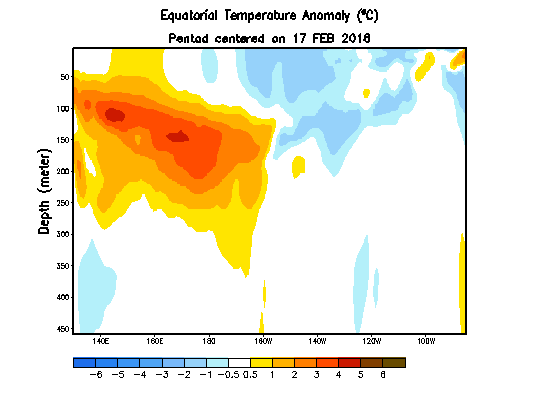 Equatorial Temperature Anomaly (°C)
Pentad centered on 17 FEB 2018
Depth (meter)
50
100
150
200
250
300
350
400
450
140E 160E 180 160W 140W 120W 100W
-6 -5 -4 -3 -2 -1 -0.5 0.5 1 2 3 4 5 6